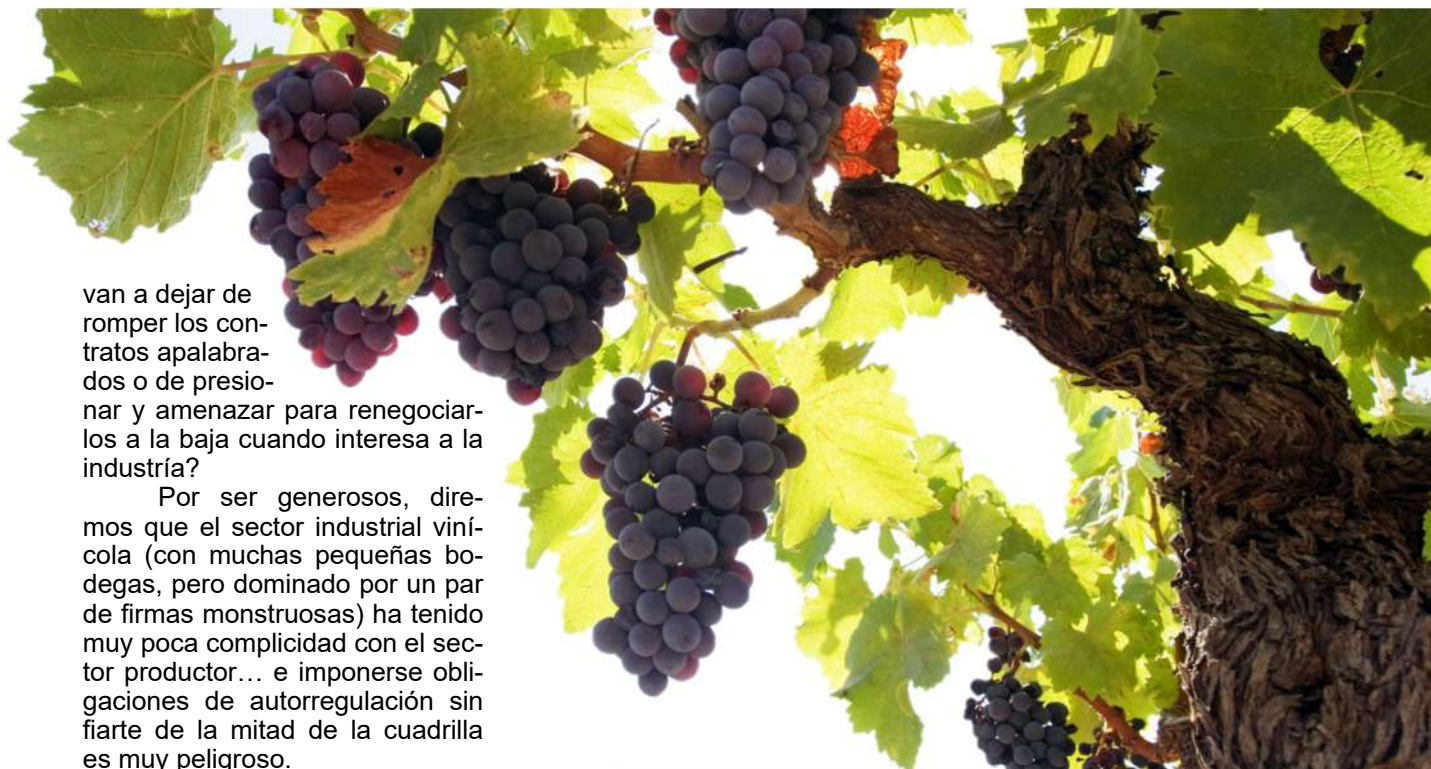 van a dejar de
romper los con-
tratos apalabra-
dos o de presio-
nar y amenazar para renegociar-
los a la baja cuando interesa a la
industría?
Por ser generosos, dire-
mos que el sector industrial viní-
cola (con muchas pequeñas bo-
degas, pero dominado por un par
de firmas monstruosas) ha tenido
muy poca complicidad con el sec-
tor productor… e imponerse obli-
gaciones de autorregulación sin
fiarte de la mitad de la cuadrilla
es muy peligroso.